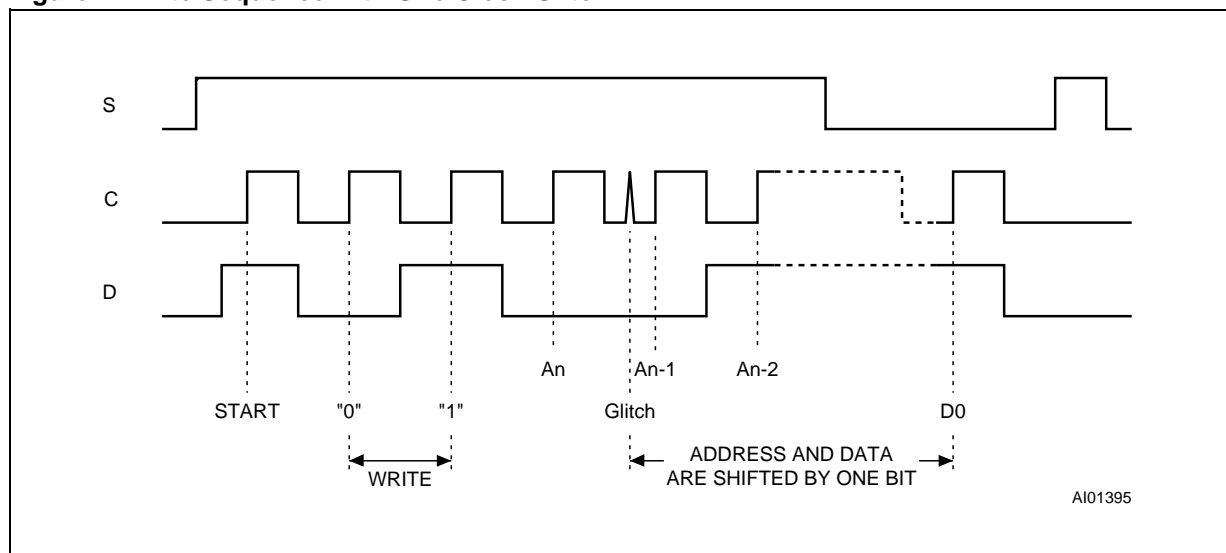 S
C
D
An An-1 An-2
START "0" "1" Glitch D0
WRITE
ADDRESS AND DATA
ARE SHIFTED BY ONE BIT
AI01395